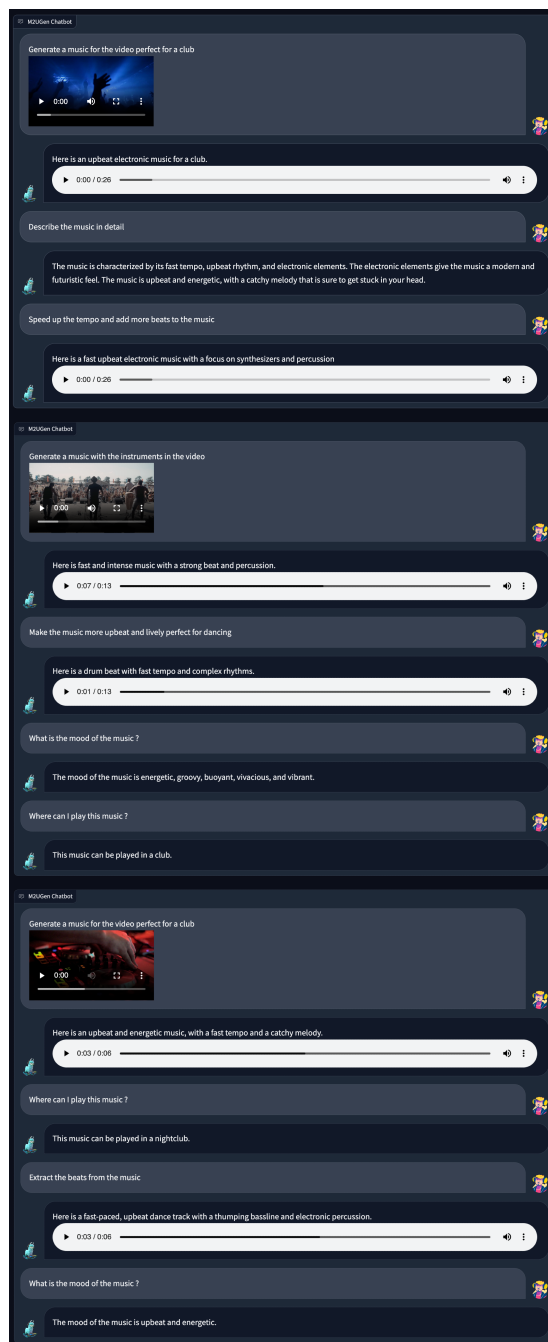 M2UGen Chatbot
Generate a music for the video perfect for a club
0:00
Here is an upbeat electronic music for a club.
0:00 / 0:26
Describe the music in detail
The music is characterized by its fast tempo, upbeat rhythm, and electronic elements. The electronic elements give the music a modern and
futuristic feel. The music is upbeat and energetic, with a catchy melody that is sure to get stuck in your head.
Speed up the tempo and add more beats to the music
Here is a fast upbeat electronic music with a focus on synthesizers and percussion
0:00 / 0:26
M2UGen Chatbot
Generate a music with the instruments in the video
0:00
Here is fast and intense music with a strong beat and percussion.
0:07 / 0:13
Make the music more upbeat and lively perfect for dancing
Here is a drum beat with fast tempo and complex rhythms.
0:01 / 0:13
What is the mood of the music ?
The mood of the music is energetic, groovy, buoyant, vivacious, and vibrant.
Where can I play this music ?
This music can be played in a club.
M2UGen Chatbot
Generate a music for the video perfect for a club
0:00
Here is an upbeat and energetic music, with a fast tempo and a catchy melody.
0:03 / 0:06
Where can I play this music ?
This music can be played in a nightclub.
Extract the beats from the music
Here is a fast-paced, upbeat dance track with a thumping bassline and electronic percussion.
0:03 / 0:06
What is the mood of the music ?
The mood of the music is upbeat and energetic.